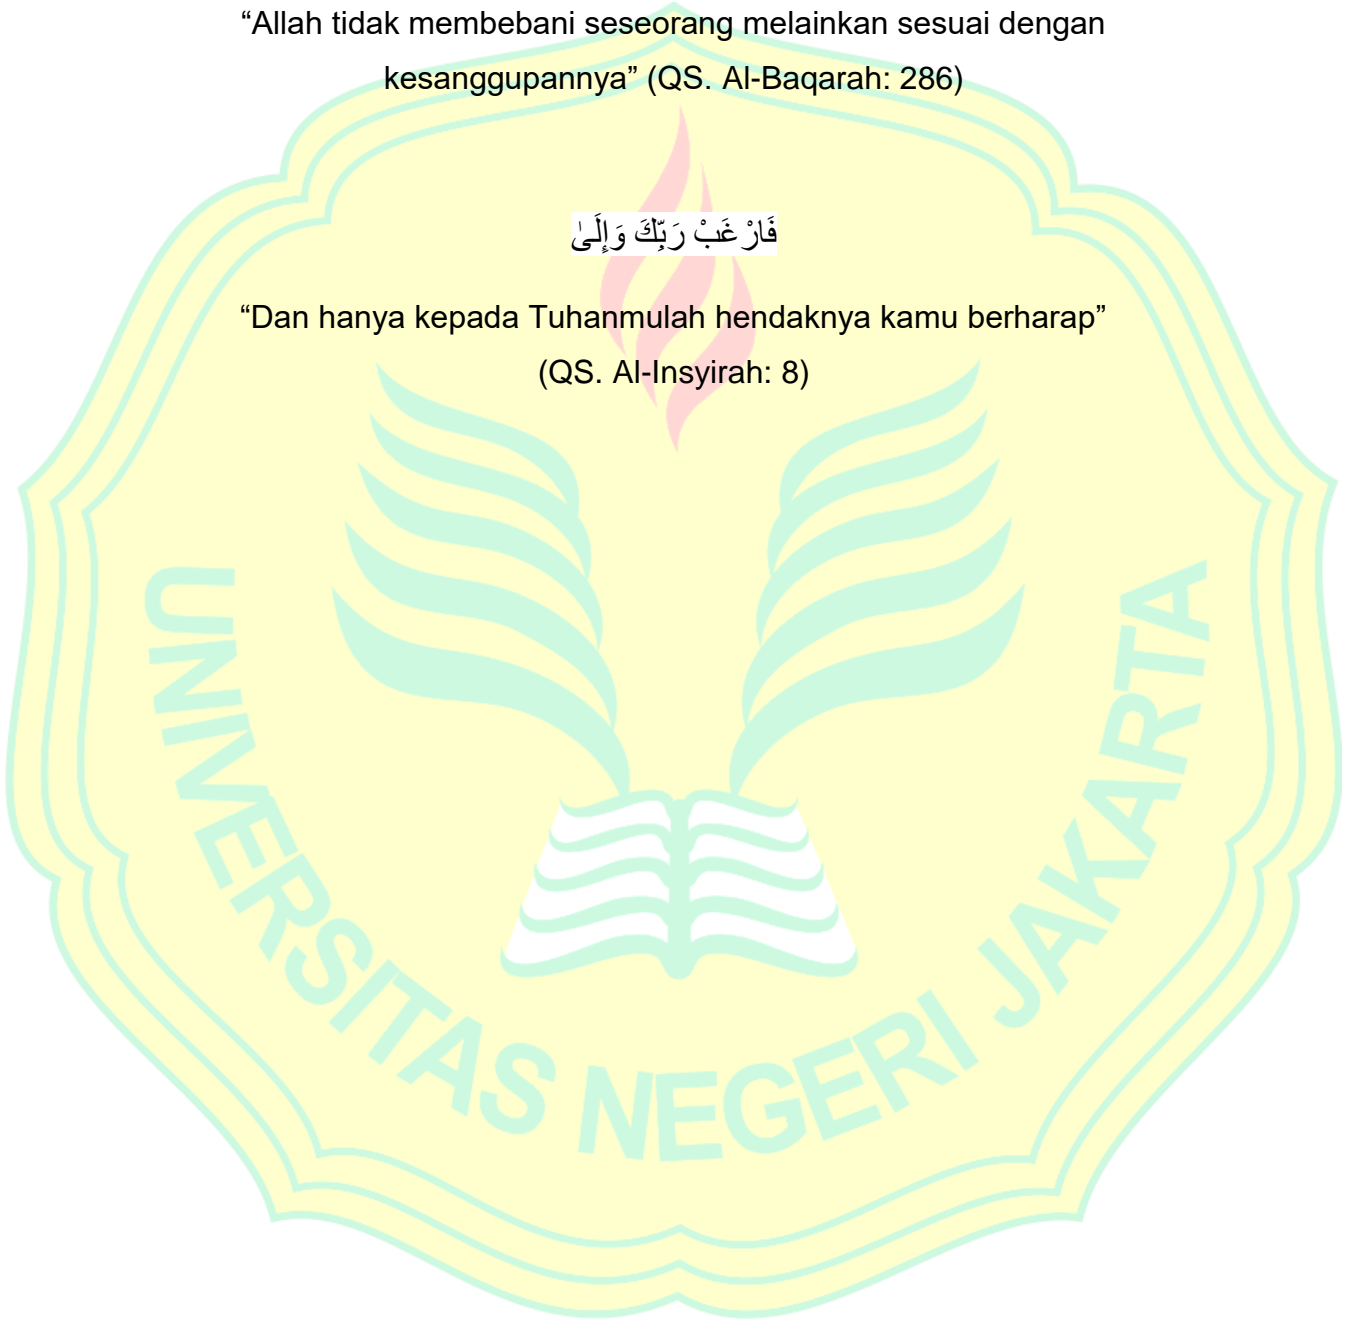 “Allah tidak membebani seseorang melainkan sesuai dengan
kesanggupannya” (QS. Al-Baqarah: 286)
فَارْغَبْ رَبِّكَ وَإِلَىٰ
“Dan hanya kepada Tuhanmulah hendaknya kamu berharap”
(QS. Al-Insyirah: 8)
UNIVERSITAS NEGERI JAKARTA